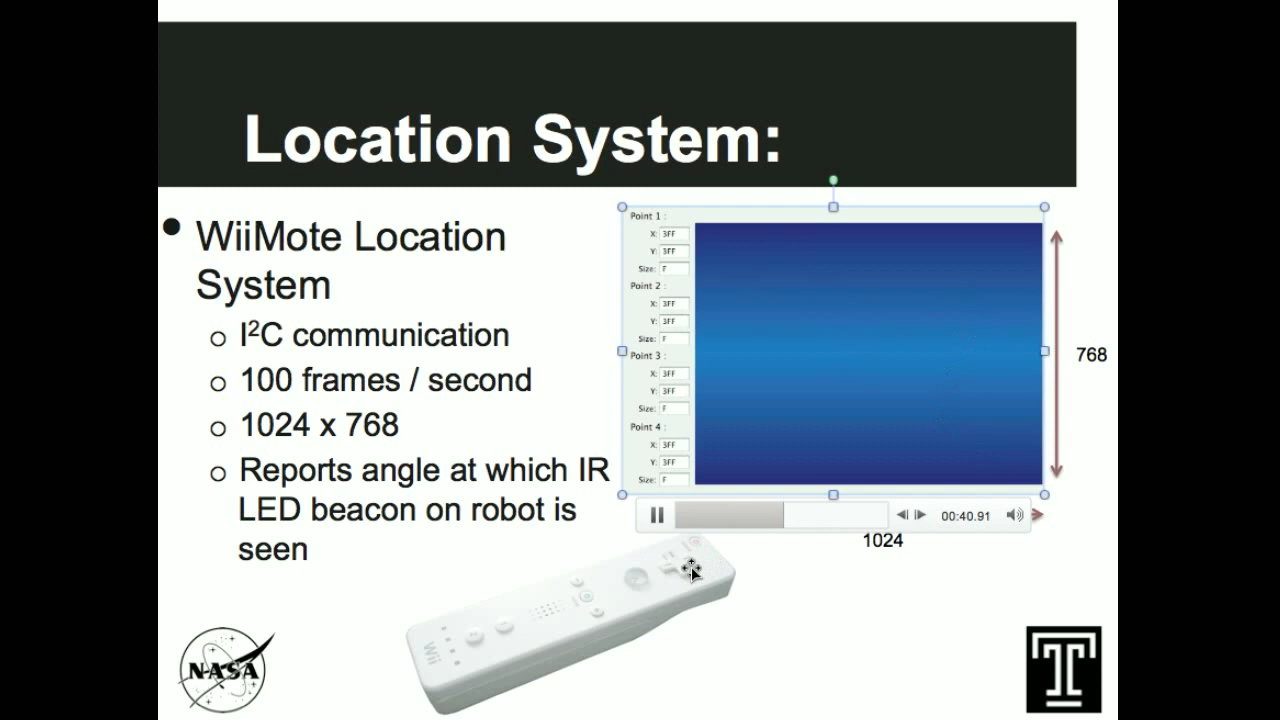 Location System:
WiiMote Location
System
I²C communication
100 frames / second
1024 x 768
Reports angle at which IR
LED beacon on robot is
seen
Point 1 :
X: 3FF
Y: 3FF
Size: F
Point 2 :
X: 3FF
Y: 3FF
Size: F
Point 3 :
X: 3FF
Y: 3FF
Size: F
Point 4 :
X: 3FF
Y: 3FF
Size: F
768
00:40.91
1024
Wii
NASA
T